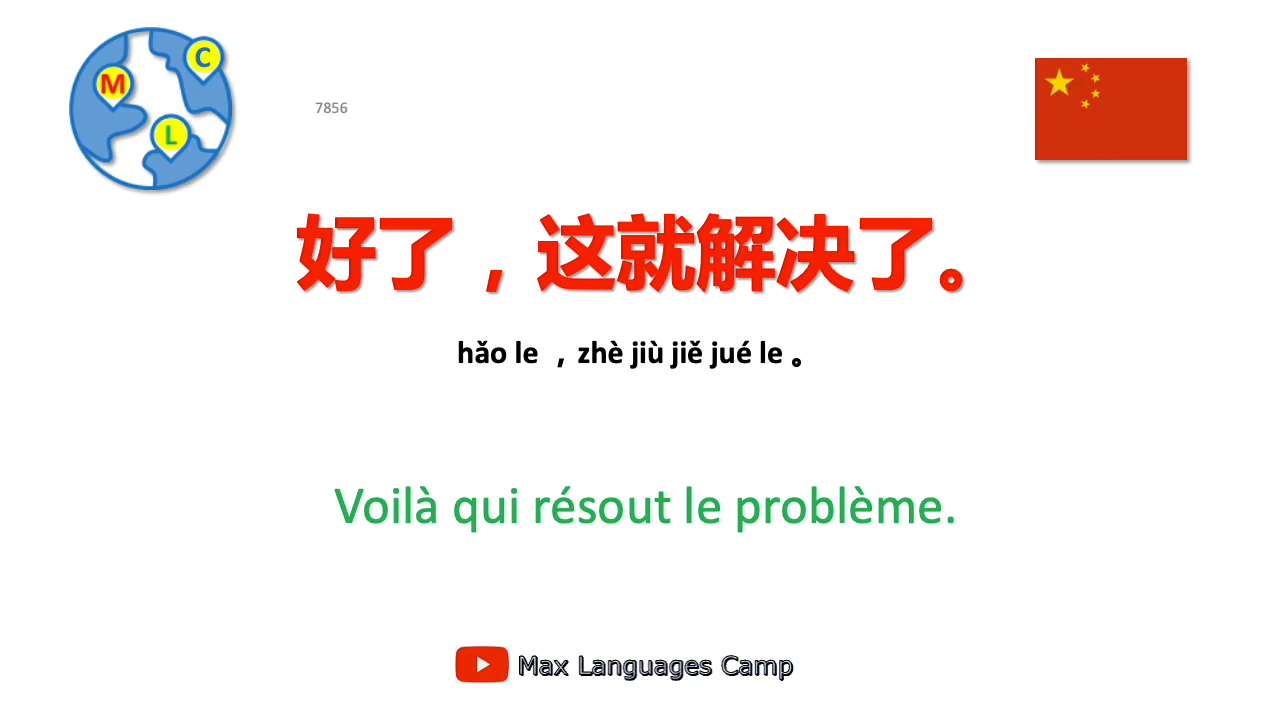 C
M
L
7856
好了，这就解决了。
hǎo le ，zhè jiù jiě jué le 。
Voilà qui résout le problème.
Max Languages Camp